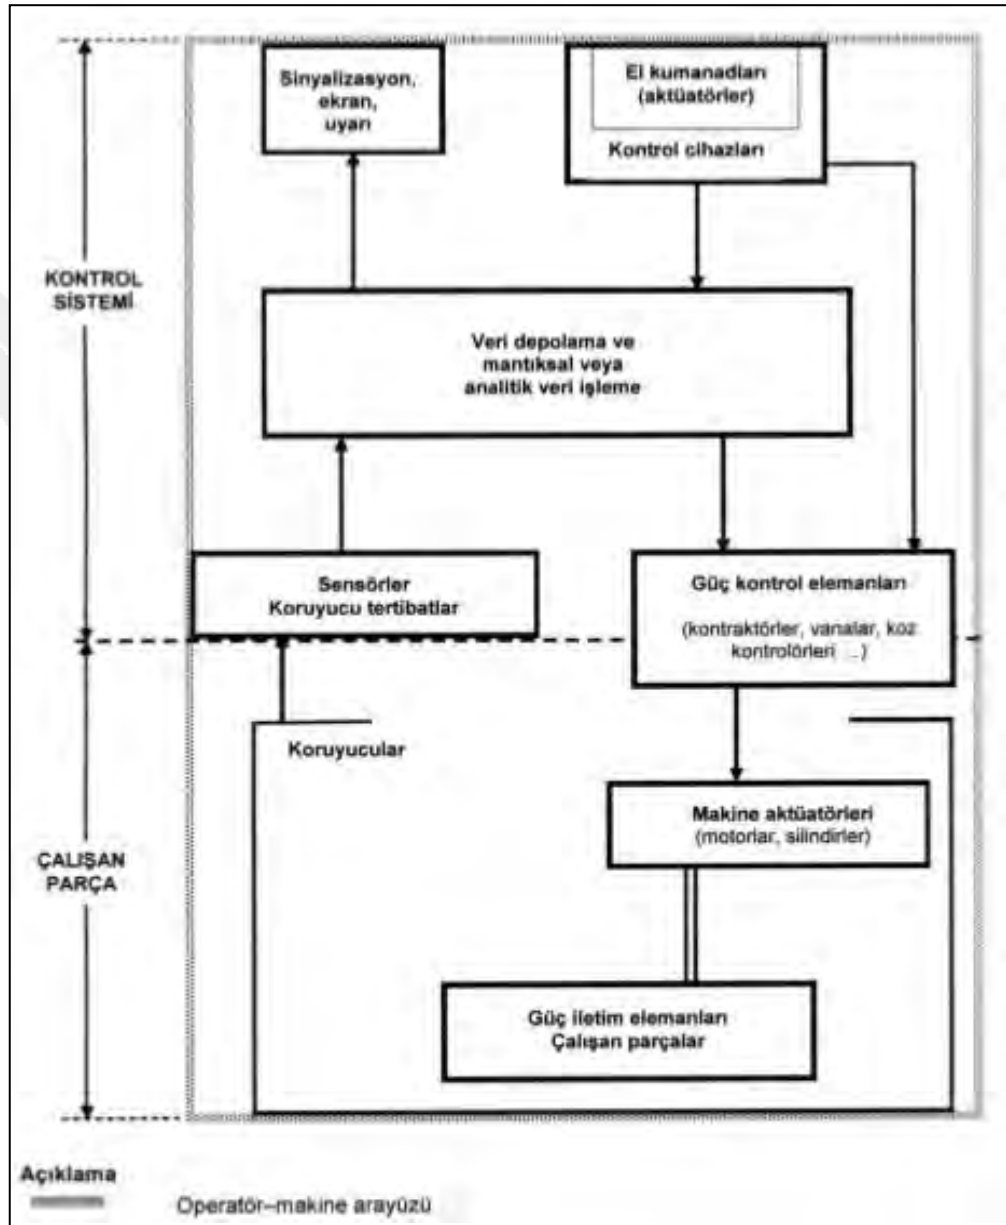 Sinyalizasyon,
ekran,
uyarı
El kumanadları
(aktüatörler)
Kontrol cihazları
KONTROL
SİSTEMİ
Veri depolama ve
mantıksal veya
analitik veri işleme
Sensörler
Koruyucu tertibatlar
Güç kontrol elemanları
(kontraktörler, vanalar, koz
kontrolörleri ...)
Koruyucular
Makine aktüatörleri
(motorlar, silindirler)
ÇALIŞAN
PARÇA
Güç iletim elemanları
Çalışan parçalar
Açıklama
Operatör–makine arayüzü